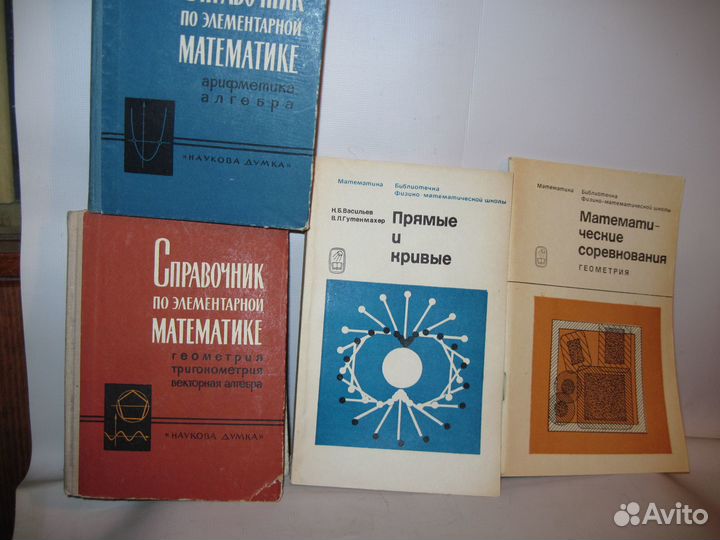 СПРАВОЧНИК
ПО ЭЛЕМЕНТАРНОЙ
МАТЕМАТИКЕ
арифметика
алгебра
"НАУКОВА ДУМКА"
СПРАВОЧНИК
ПО ЭЛЕМЕНТАРНОЙ
МАТЕМАТИКЕ
геометрия
тригонометрия
векторная алгебра
"НАУКОВА ДУМКА"
Математика Библиотечка
физико-математической школы
Н.Б.Васильев
В.Л.Гутенмахер
Прямые
и
кривые
Математика Библиотечка
физико-математической школы
Математи-
ческие
соревнования
ГЕОМЕТРИЯ
Avito